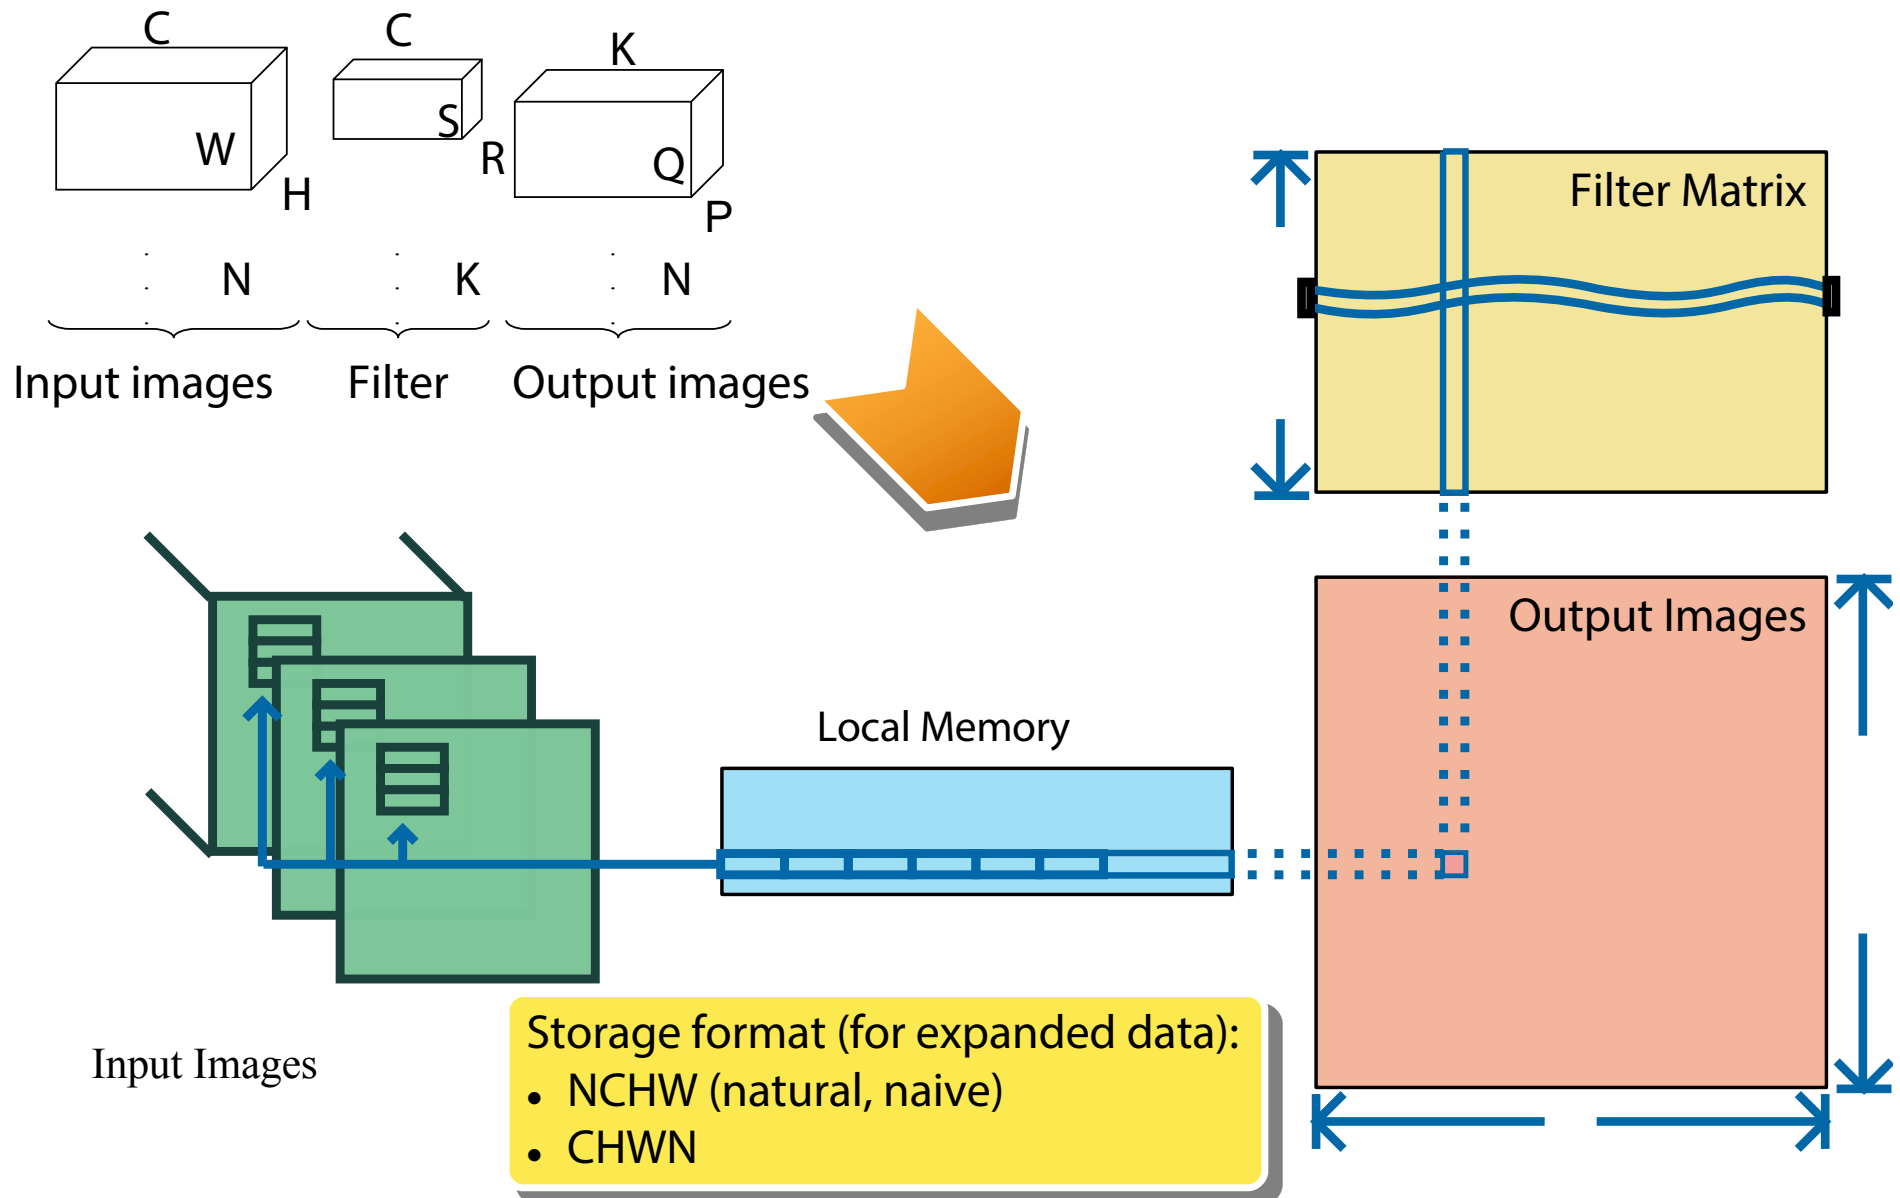 C
W
H
N
Input images
C
S
R
K
Filter
K
Q
P
N
Output images
Filter Matrix
Output Images
Local Memory
Input Images
Storage format (for expanded data):
• NCHW (natural, naive)
• CHWN